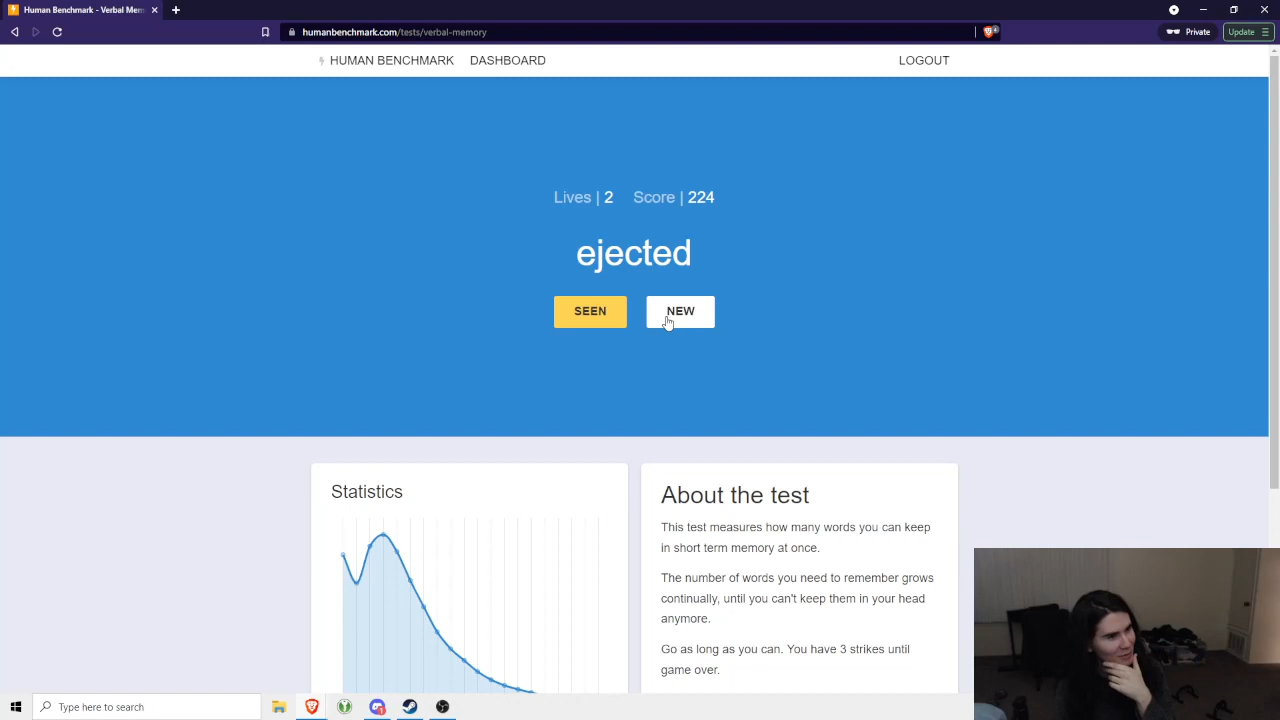 Human Benchmark - Verbal Mem
humanbenchmark.com/tests/verbal-memory
4
Private
Update
HUMAN BENCHMARK
DASHBOARD
LOGOUT
Lives | 2
Score | 224
ejected
SEEN
NEW
Statistics
About the test
This test measures how many words you can keep
in short term memory at once.
The number of words you need to remember grows
continually, until you can't keep them in your head
anymore.
Go as long as you can. You have 3 strikes until
game over.
Type here to search